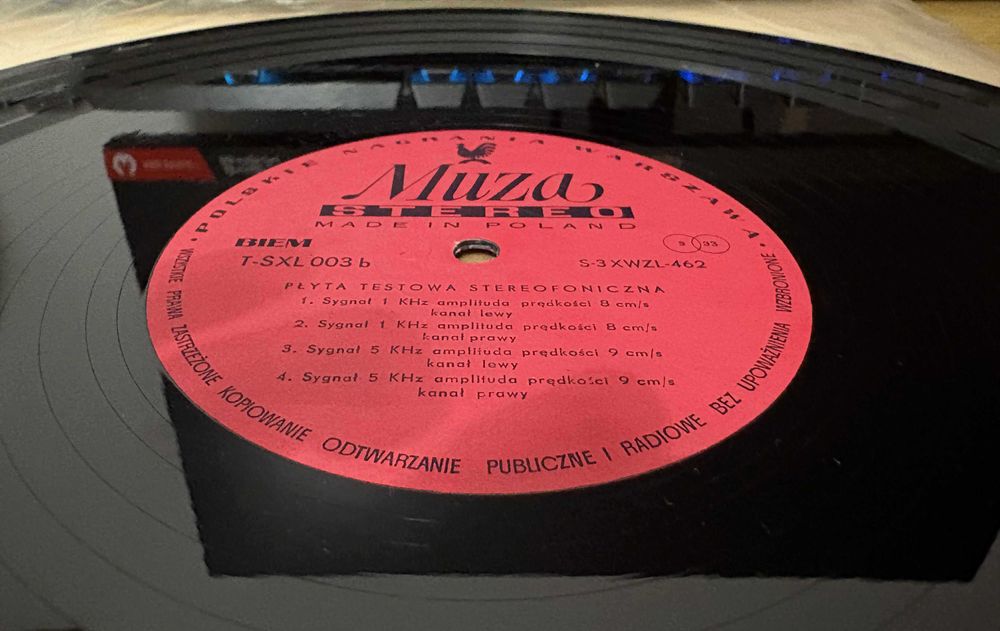 • POLSKIE NAGRANIA WARSZAWA •
Muza
STEREO
MADE IN POLAND
BIEM
S 33
T-SXL 003 b
S-3 XWZL-462
PŁYTA TESTOWA STEREOFONICZNA
1. Sygnał 1 KHz amplituda prędkości 8 cm/s
kanał lewy
2. Sygnał 1 KHz amplituda prędkości 8 cm/s
kanał prawy
3. Sygnał 5 KHz amplituda prędkości 9 cm/s
kanał lewy
4. Sygnał 5 KHz amplituda prędkości 9 cm/s
kanał prawy
WSZYSTKIE PRAWA ZASTRZEŻONE KOPIOWANIE ODTWARZANIE PUBLICZNE I RADIOWE BEZ UPOWAŻNIENIA WZBRONIONE